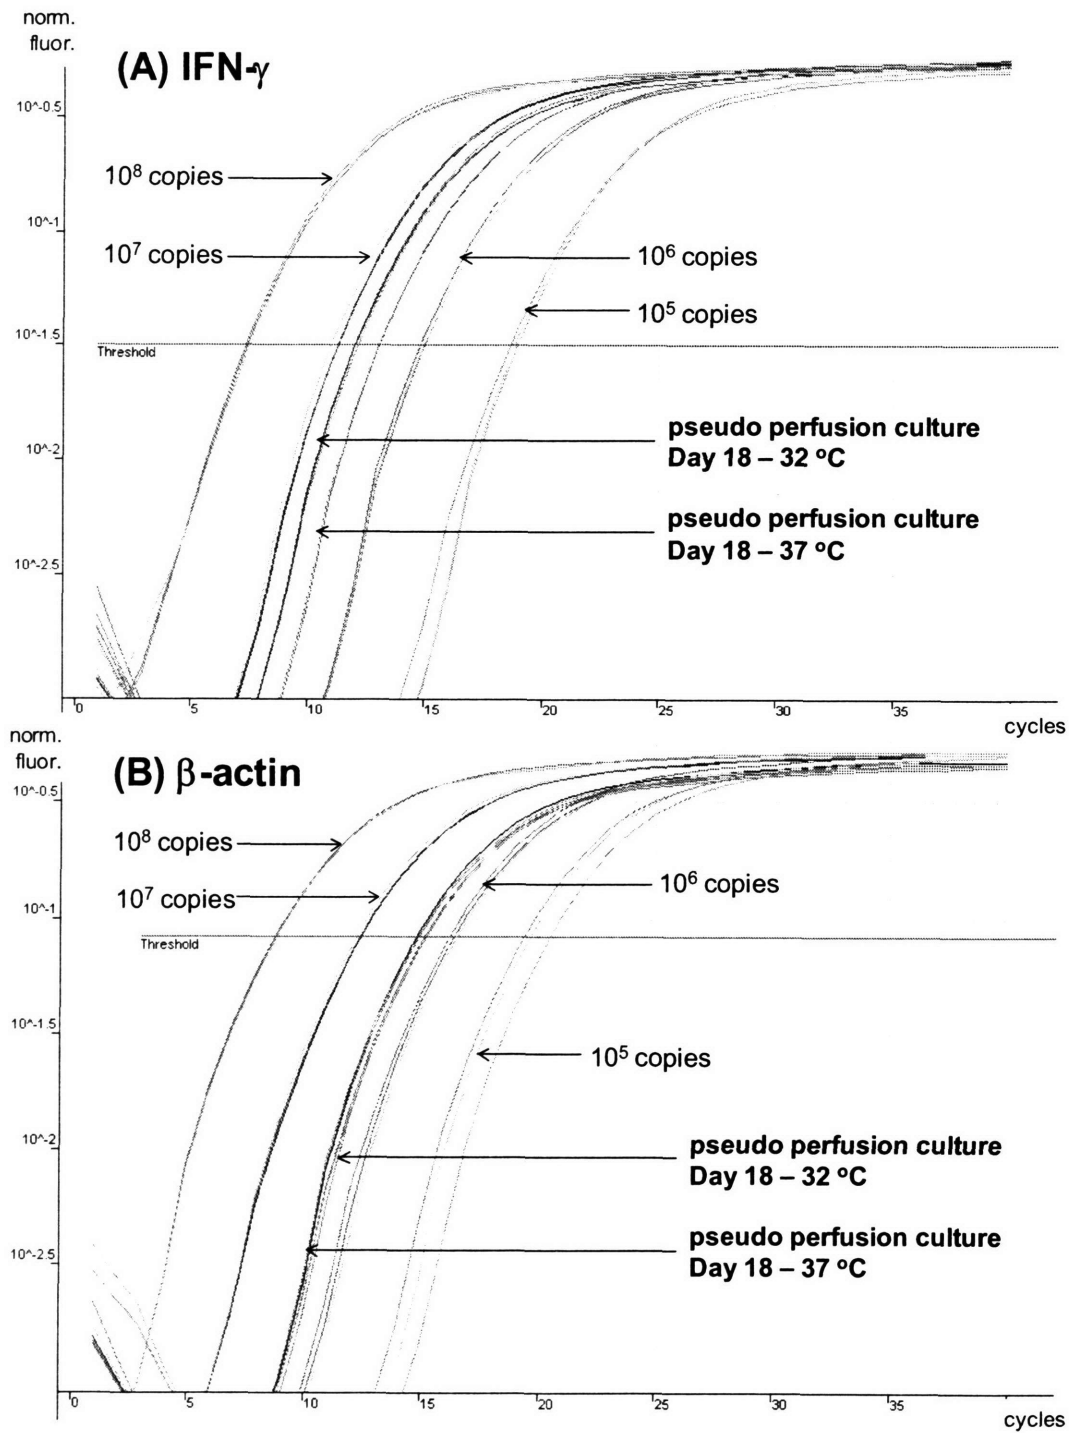 norm.
fluor.
(A) IFN-γ
10^-0.5
10⁸ copies
10^-1
10⁷ copies
10⁶ copies
10⁵ copies
10^-1.5
Threshold
pseudo perfusion culture
Day 18 – 32 ºC
10^-2
pseudo perfusion culture
Day 18 – 37 ºC
10^-2.5
0 5 10 15 20 25 30 35
cycles
norm.
fluor.
(B) β-actin
10^-0.5
10⁸ copies
10⁷ copies
10⁶ copies
10^-1
Threshold
10^-1.5
10⁵ copies
10^-2
pseudo perfusion culture
Day 18 – 32 ºC
pseudo perfusion culture
Day 18 – 37 ºC
10^-2.5
0 5 10 15 20 25 30 35
cycles